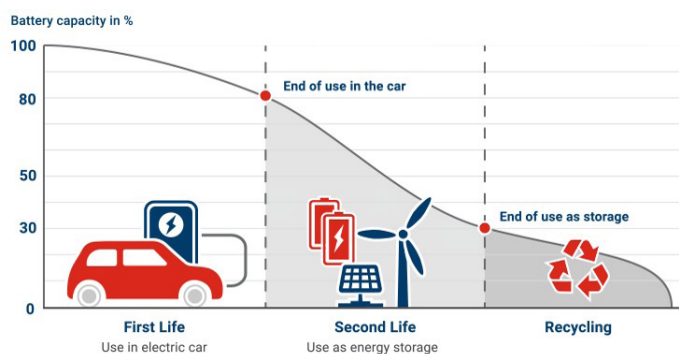 Battery capacity in %
100
80
50
30
0
End of use in the car
End of use as storage
First Life
Use in electric car
Second Life
Use as energy storage
Recycling